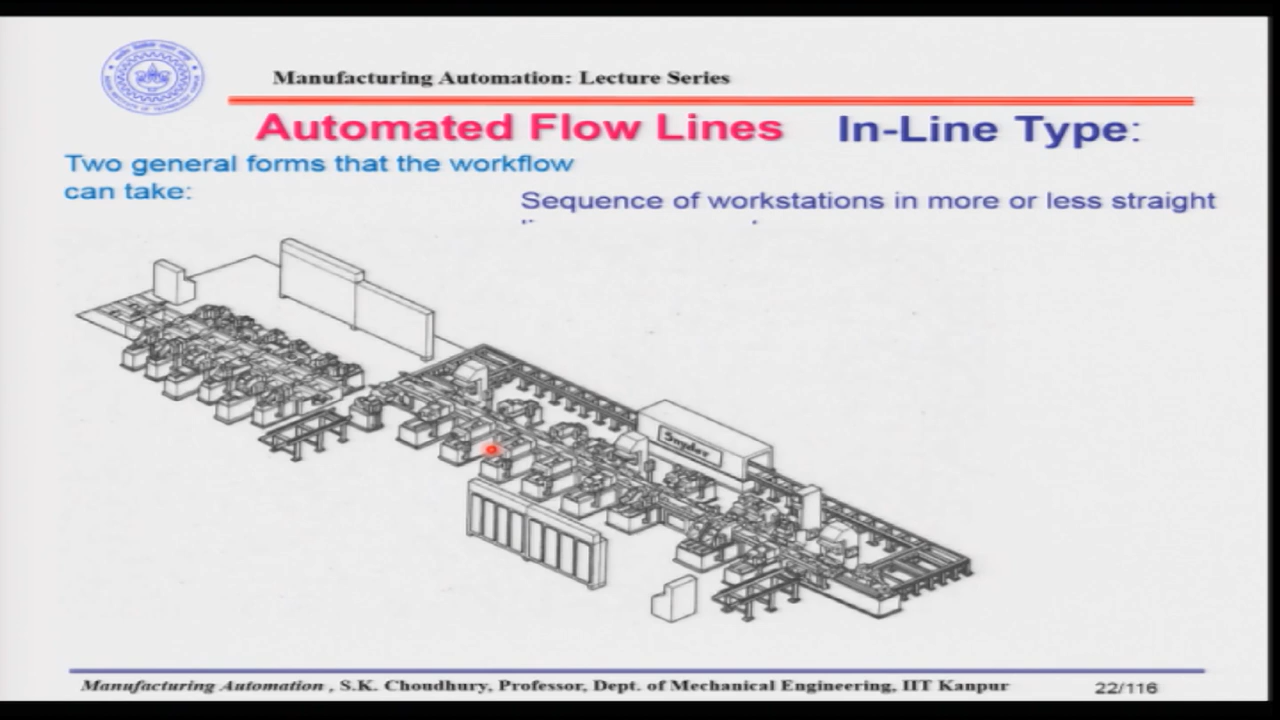 Manufacturing Automation: Lecture Series
Automated Flow Lines In-Line Type:
Two general forms that the workflow
can take:
Sequence of workstations in more or less straight
Snyder
Manufacturing Automation , S.K. Choudhury, Professor, Dept. of Mechanical Engineering, IIT Kanpur
22/116